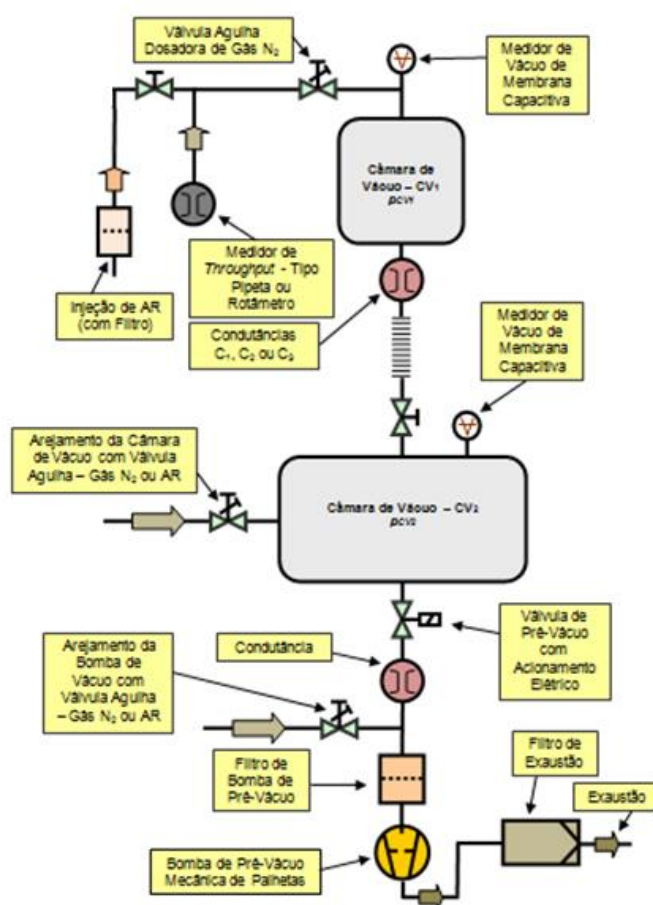 Válvula Agulha
Dosadora de Gás N₂
Medidor de
Vácuo de
Membrana
Capacitiva
Câmara de
Vácuo – CV₁
pcv₁
Injeção de AR
(com Filtro)
Medidor de
Throughput - Tipo
Pipeta ou
Rotâmetro
Condutâncias
C₁, C₂ ou C₃
Medidor de
Vácuo de
Membrana
Capacitiva
Arejamento da Câmara
de Vácuo com Válvula
Agulha – Gás N₂ ou AR
Câmara de Vácuo – CV₂
pcv₂
Arejamento da
Bomba de
Vácuo com
Válvula Agulha
– Gás N₂ ou AR
Condutância
Válvula de
Pré-Vácuo
com
Acionamento
Elétrico
Filtro de
Bomba de
Pré-Vácuo
Filtro de
Exaustão
Exaustão
Bomba de Pré-Vácuo
Mecânica de Palhetas